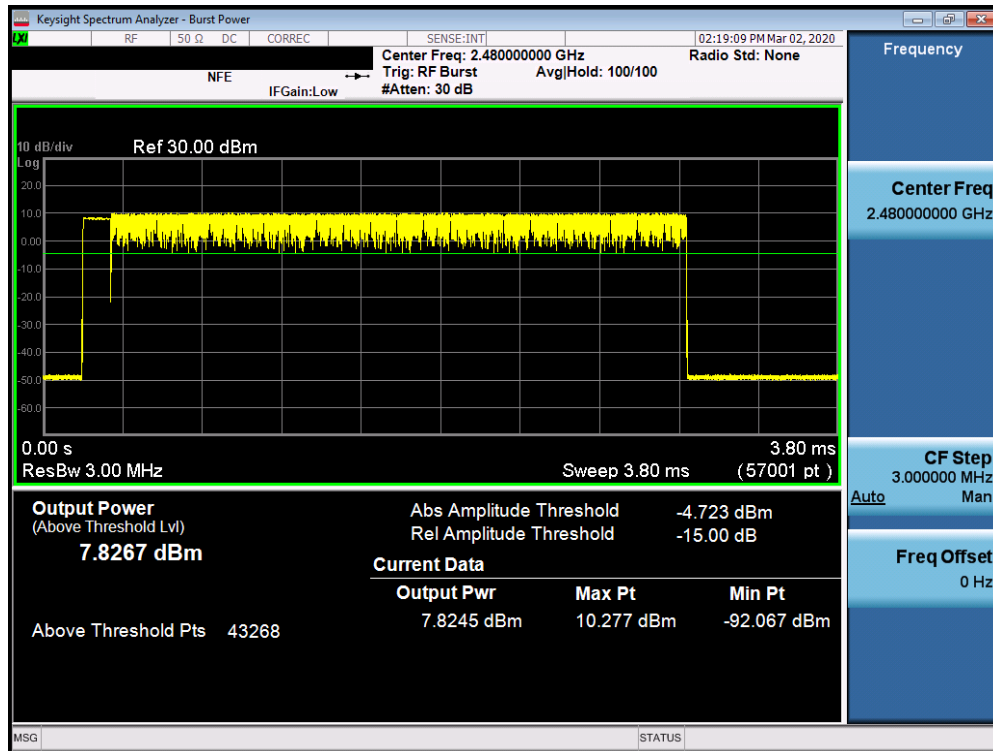 Keysight Spectrum Analyzer - Burst Power
LXI RF 50 Ω DC CORREC SENSE:INT 02:19:09 PM Mar 02, 2020
Center Freq: 2.480000000 GHz Radio Std: None
NFE Trig: RF Burst Avg|Hold: 100/100
IFGain:Low #Atten: 30 dB
Frequency
10 dB/div Ref 30.00 dBm
Log
20.0
10.0
0.00
-10.0
-20.0
-30.0
-40.0
-50.0
-60.0
0.00 s 3.80 ms
ResBw 3.00 MHz Sweep 3.80 ms (57001 pt )
Center Freq
2.480000000 GHz
CF Step
3.000000 MHz
Auto Man
Freq Offset
0 Hz
Output Power
(Above Threshold Lvl)
7.8267 dBm
Above Threshold Pts 43268
Abs Amplitude Threshold -4.723 dBm
Rel Amplitude Threshold -15.00 dB
Current Data
Output Pwr Max Pt Min Pt
7.8245 dBm 10.277 dBm -92.067 dBm
MSG STATUS